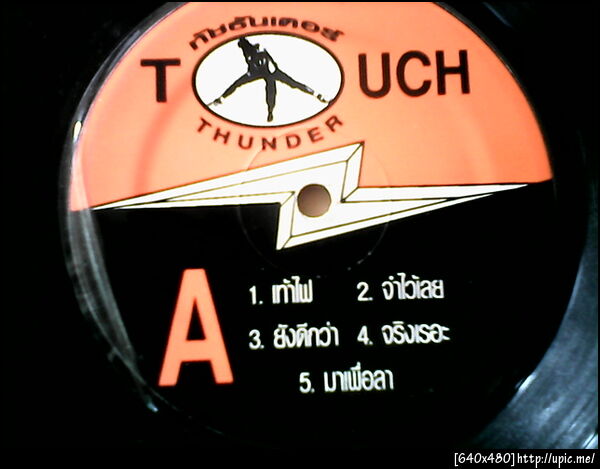 ทัชธันเดอร์
T UCH
THUNDER
A
1. เท้าไฟ 2. จำไว้เลย
3. ยังดีกว่า 4. จริงเธอะ
5. มาเพื่อลา
[640x480]http://upic.me/